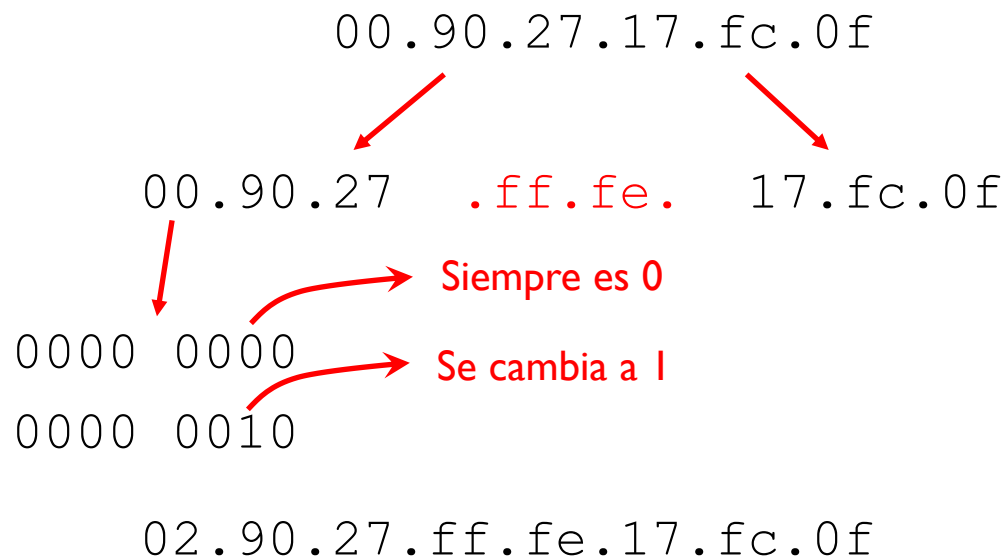 00.90.27.17.fc.0f
00.90.27 .ff.fe. 17.fc.0f
Siempre es 0
0000 0000
Se cambia a 1
0000 0010
02.90.27.ff.fe.17.fc.0f